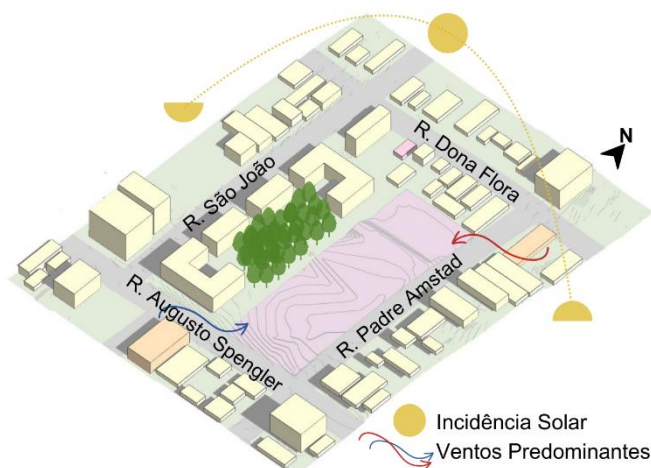 R. São João
R. Dona Flora
N
R. Augusto Spengler
R. Padre Amstad
Incidência Solar
Ventos Predominantes